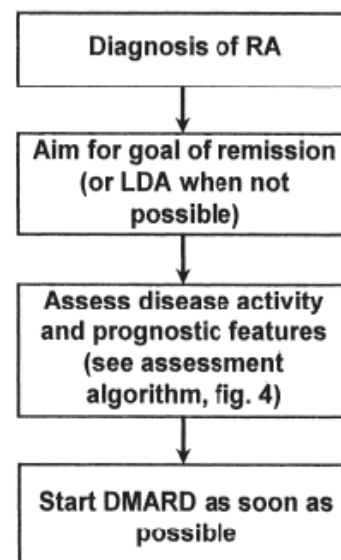 Diagnosis of RA
Aim for goal of remission
(or LDA when not
possible)
Assess disease activity
and prognostic features
(see assessment
algorithm, fig. 4)
Start DMARD as soon as
possible